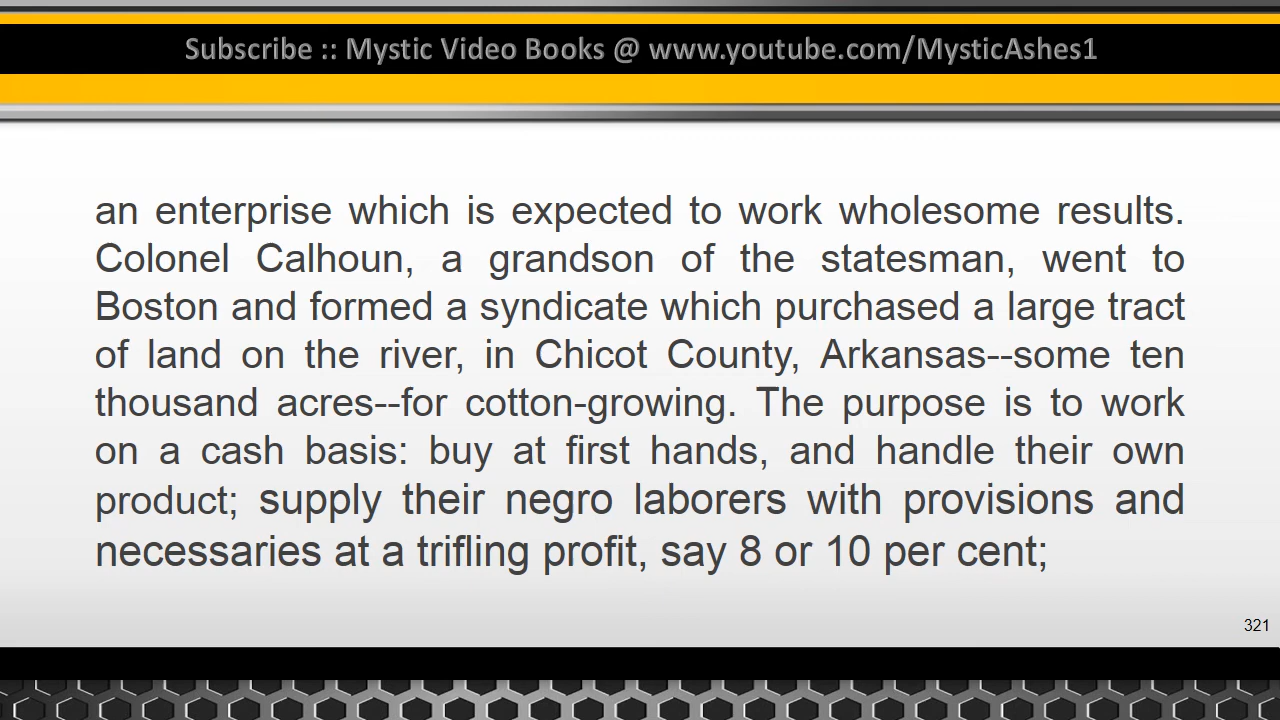 Subscribe :: Mystic Video Books @ www.youtube.com/MysticAshes1
an enterprise which is expected to work wholesome results.
Colonel Calhoun, a grandson of the statesman, went to
Boston and formed a syndicate which purchased a large tract
of land on the river, in Chicot County, Arkansas--some ten
thousand acres--for cotton-growing. The purpose is to work
on a cash basis: buy at first hands, and handle their own
product; supply their negro laborers with provisions and
necessaries at a trifling profit, say 8 or 10 per cent;
321